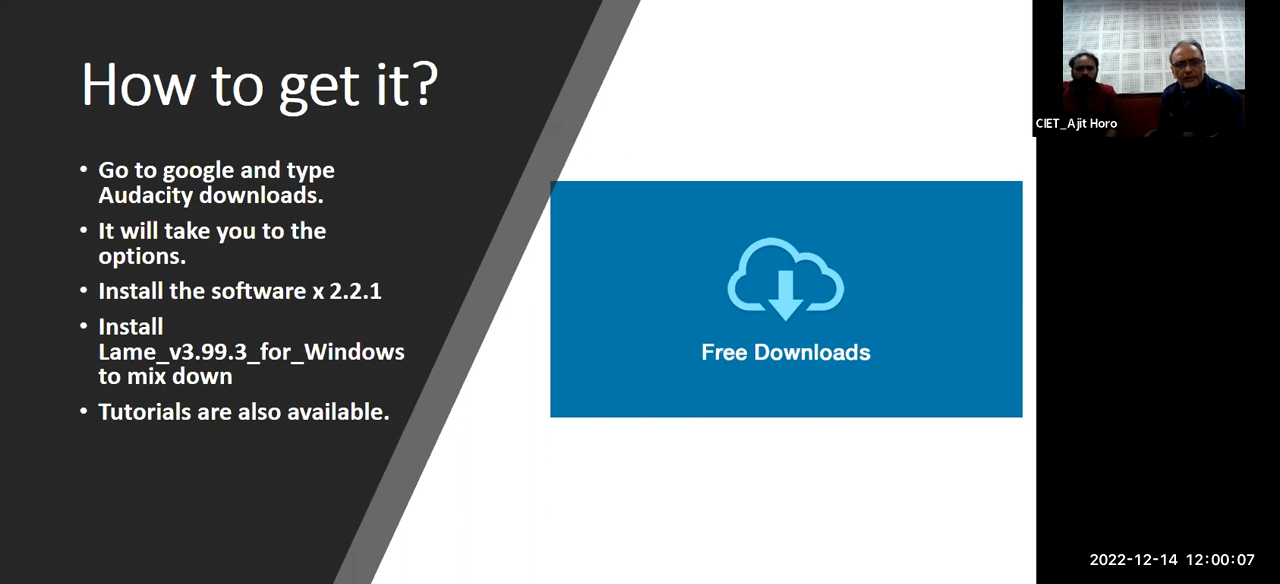 How to get it?
• Go to google and type
Audacity downloads.
• It will take you to the
options.
• Install the software x 2.2.1
• Install
Lame_v3.99.3_for_Windows
to mix down
• Tutorials are also available.
Free Downloads
CIET_Ajit Horo
2022-12-14 12:00:07